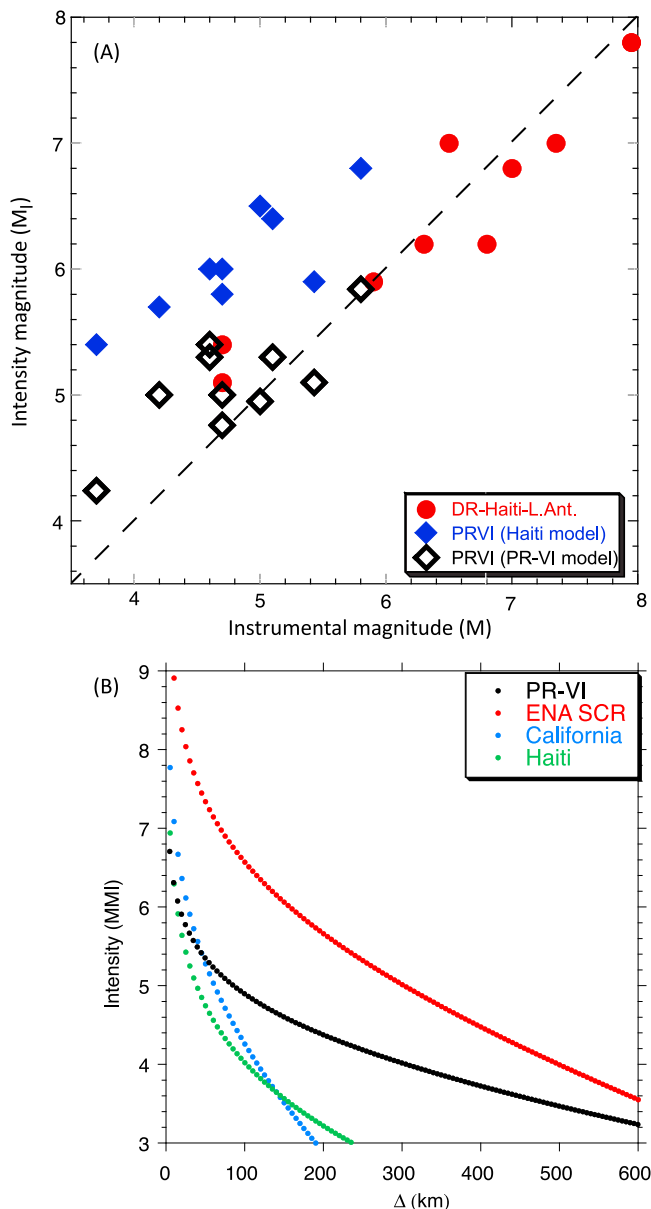 (A)
8
7
6
5
4
Intensity magnitude (MI)
DR-Haiti-L.Ant.
PRVI (Haiti model)
PRVI (PR-VI model)
4 5 6 7 8
Instrumental magnitude (M)
(B)
9
8
7
6
5
4
3
Intensity (MMI)
PR-VI
ENA SCR
California
Haiti
0 100 200 300 400 500 600
Δ (km)